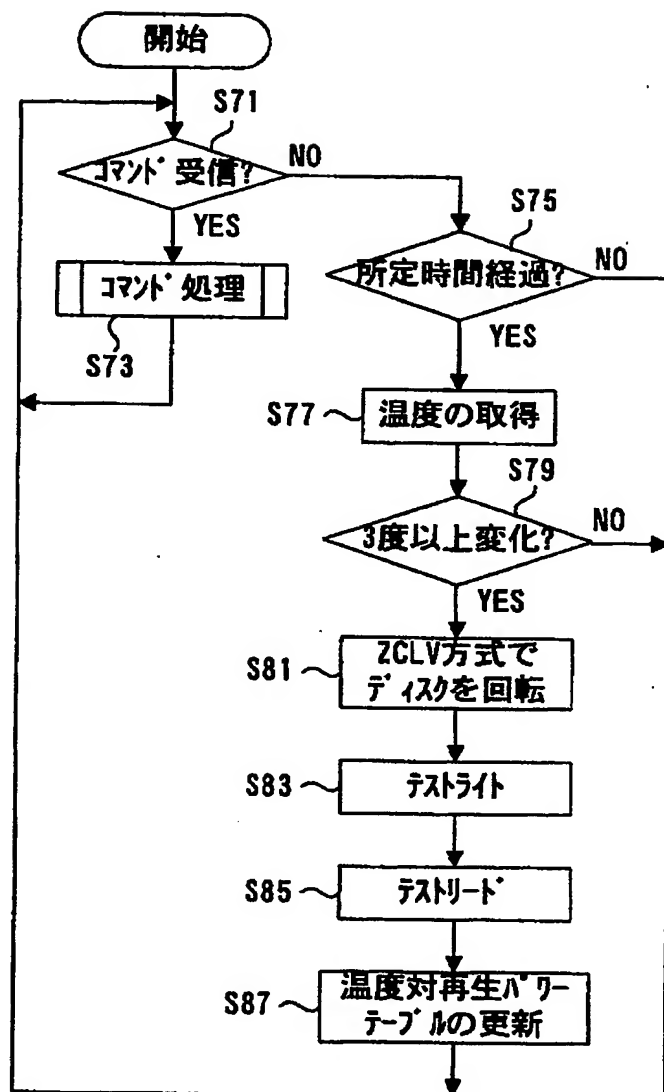 開始
S71
コマンド受信?
NO
YES
S75
コマンド処理
所定時間経過?
NO
S73
YES
S77
温度の取得
S79
3度以上変化?
NO
YES
S81
ZCLV方式で
ディスクを回転
S83
テストライト
S85
テストリード
S87
温度対再生パワー
テーブルの更新